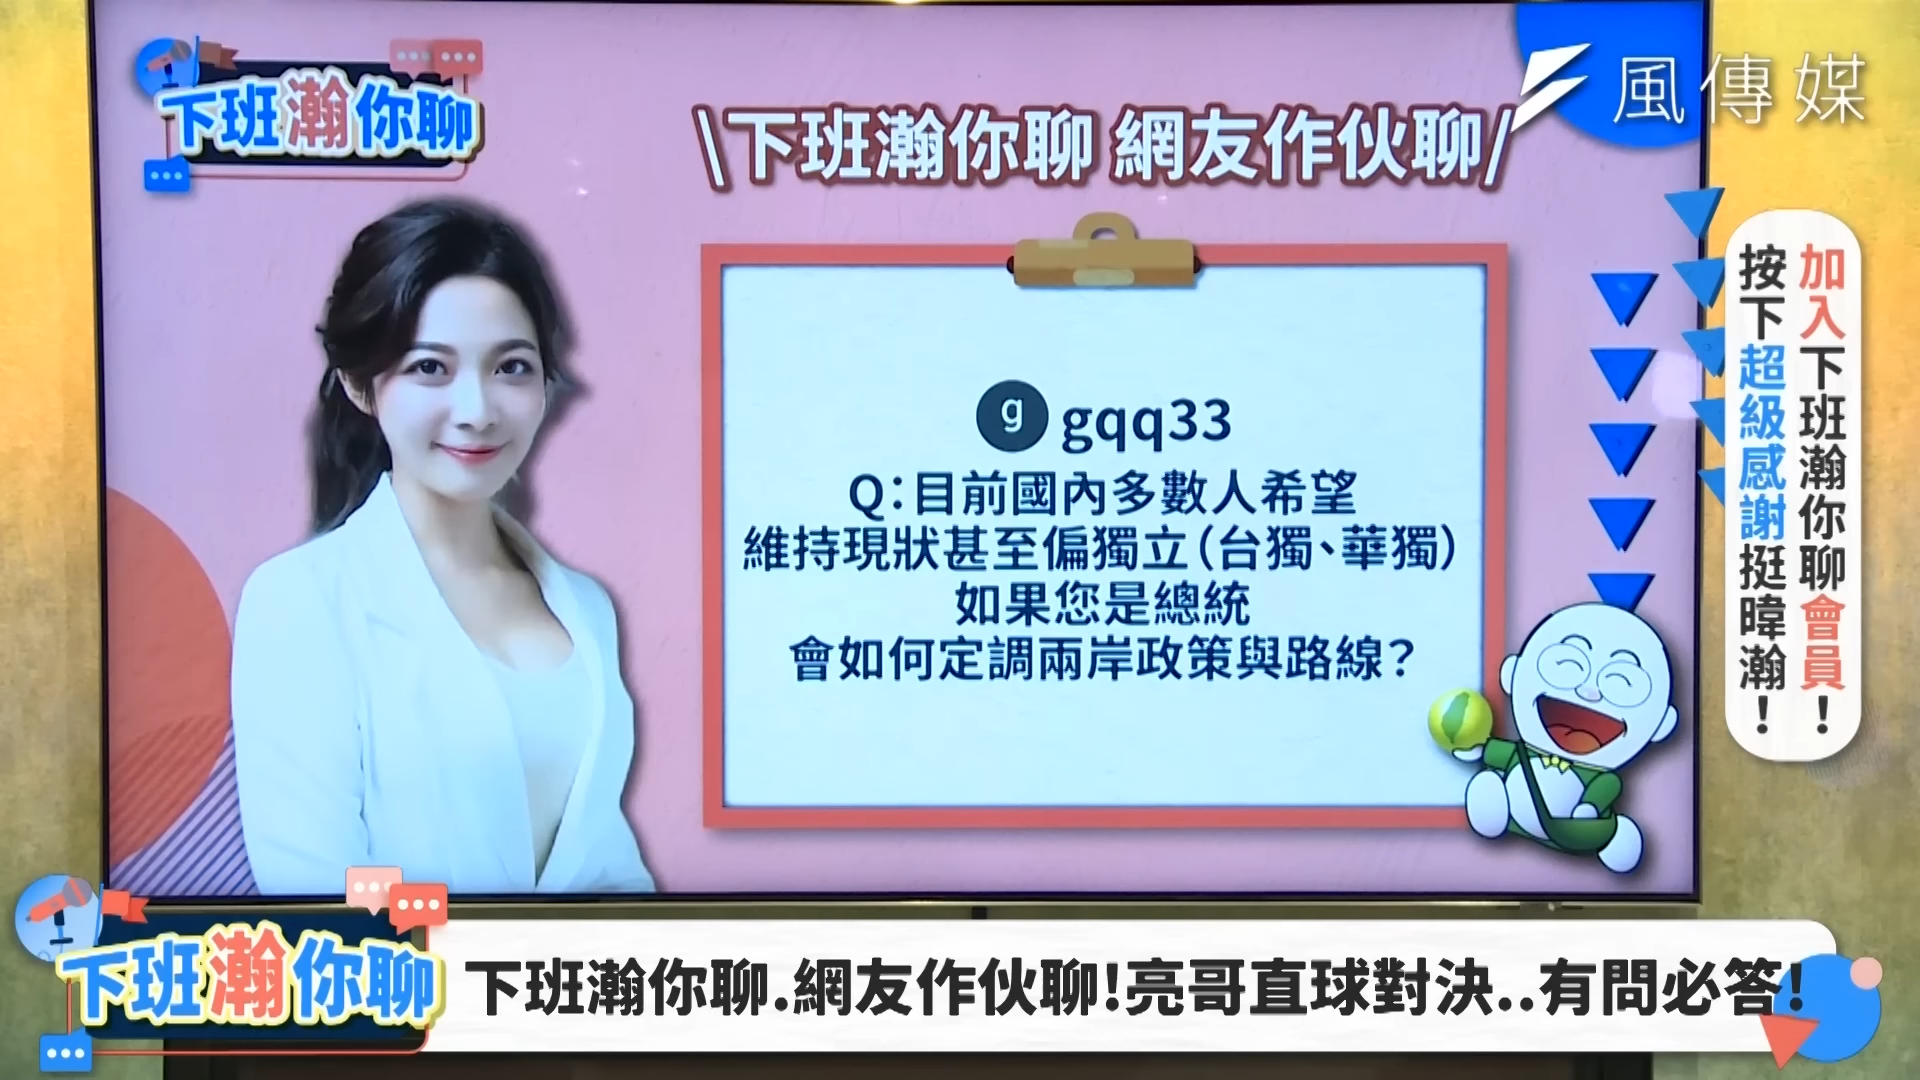 下班瀚你聊
\下班瀚你聊 網友作伙聊/
風傳媒
加入下班瀚你聊會員!
按下超級感謝挺暐瀚!
g gqq33
Q:目前國內多數人希望
維持現狀甚至偏獨立(台獨、華獨)
如果您是總統
會如何定調兩岸政策與路線?
下班瀚你聊
下班瀚你聊.網友作伙聊!亮哥直球對決..有問必答!